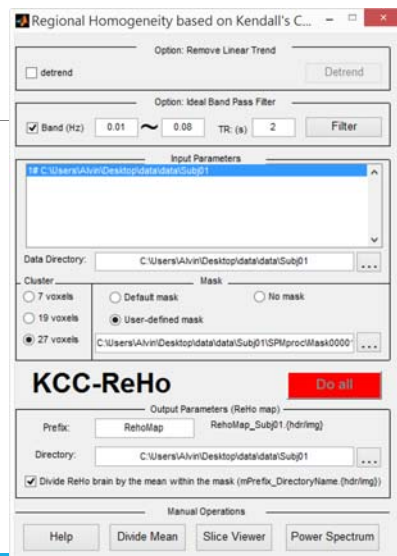 Regional Homogeneity based on Kendall's C...
Option: Remove Linear Trend
detrend Detrend
Option: Ideal Band Pass Filter
Band (Hz) 0.01 ~ 0.08 TR: (s) 2 Filter
Input Parameters
1# C:\Users\Alvin\Desktop\data\data\Subj01
Data Directory: C:\Users\Alvin\Desktop\data\data\Subj01 ...
Cluster Mask
7 voxels Default mask No mask
19 voxels User-defined mask
27 voxels C:\Users\Alvin\Desktop\data\data\Subj01\SPMproc\Mask0000 ...
KCC-ReHo Do all
Output Parameters (ReHo map)
Prefix: RehoMap RehoMap_Subj01.{hdr/img}
Directory: C:\Users\Alvin\Desktop\data\data\Subj01 ...
Divide ReHo brain by the mean within the mask (mPrefix_DirectoryName.{hdr/img})
Manual Operations
Help Divide Mean Slice Viewer Power Spectrum